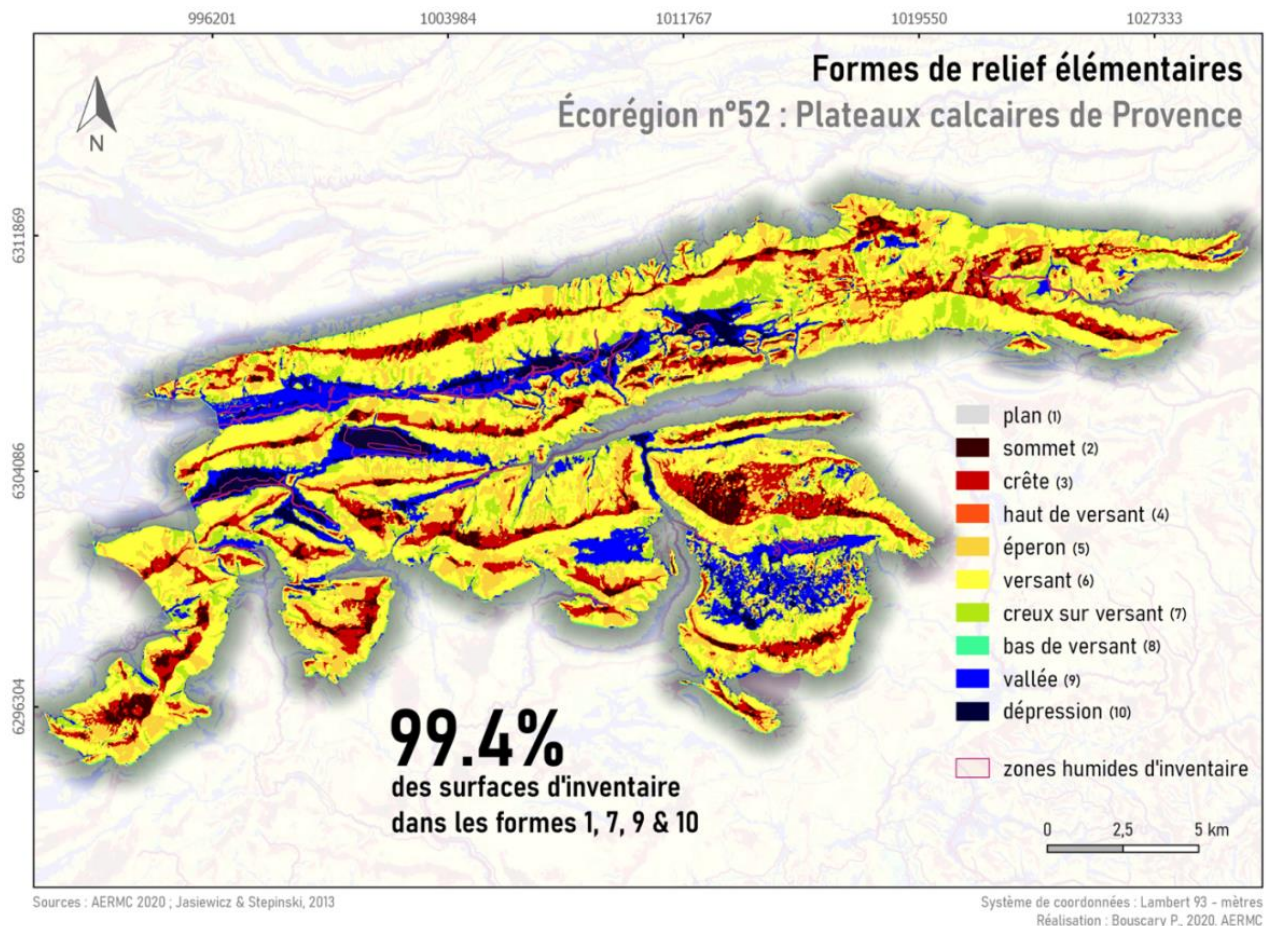 996201 1003984 1011767 1019550 1027333
Formes de relief élémentaires
Écorégion n°52 : Plateaux calcaires de Provence
N
6311869
6304086
6296304
plan (1)
sommet (2)
crête (3)
haut de versant (4)
éperon (5)
versant (6)
creux sur versant (7)
bas de versant (8)
vallée (9)
dépression (10)
zones humides d'inventaire
99.4%
des surfaces d'inventaire
dans les formes 1, 7, 9 & 10
0 2,5 5 km
Sources : AERMC 2020 ; Jasiewicz & Stepinski, 2013
Système de coordonnées : Lambert 93 - mètres
Réalisation : Bouscary P., 2020, AERMC